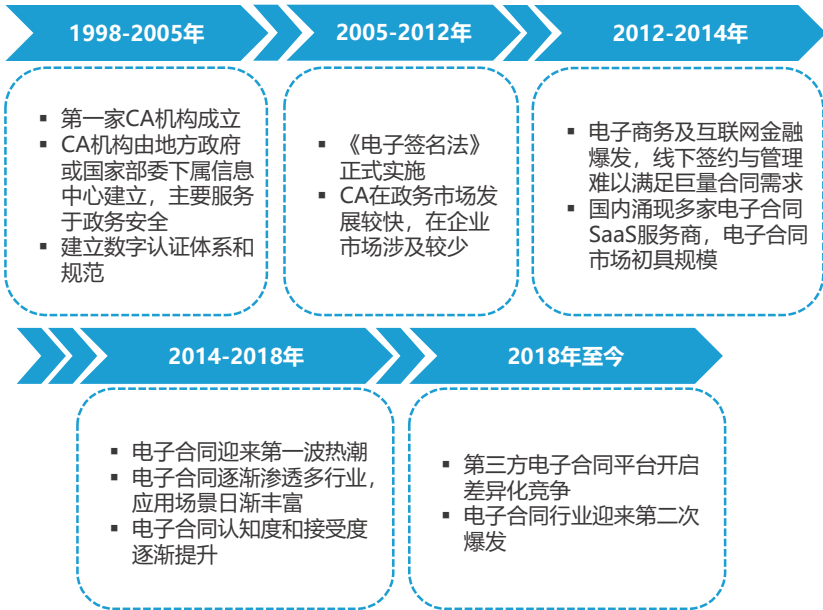 1998-2005年
2005-2012年
2012-2014年
▪ 第一家CA机构成立
▪ CA机构由地方政府
或国家部委下属信息
中心建立，主要服务
于政务安全
▪ 建立数字认证体系和
规范
▪ 《电子签名法》
正式实施
▪ CA在政务市场发
展较快，在企业
市场涉及较少
▪ 电子商务及互联网金融
爆发，线下签约与管理
难以满足巨量合同需求
▪ 国内涌现多家电子合同
SaaS服务商，电子合同
市场初具规模
2014-2018年
2018年至今
▪ 电子合同迎来第一波热潮
▪ 电子合同逐渐渗透多行业，
应用场景日渐丰富
▪ 电子合同认知度和接受度
逐渐提升
▪ 第三方电子合同平台开启
差异化竞争
▪ 电子合同行业迎来第二次
爆发